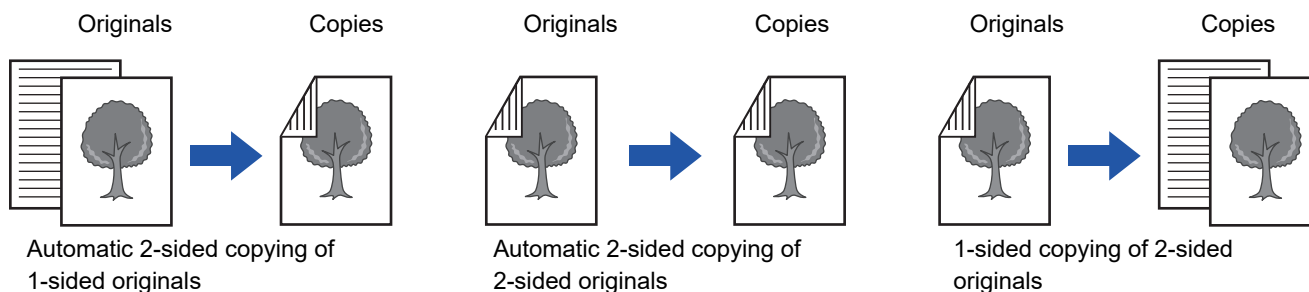 Originals
Copies
Originals
Copies
Originals
Copies
Automatic 2-sided copying of
1-sided originals
Automatic 2-sided copying of
2-sided originals
1-sided copying of 2-sided
originals